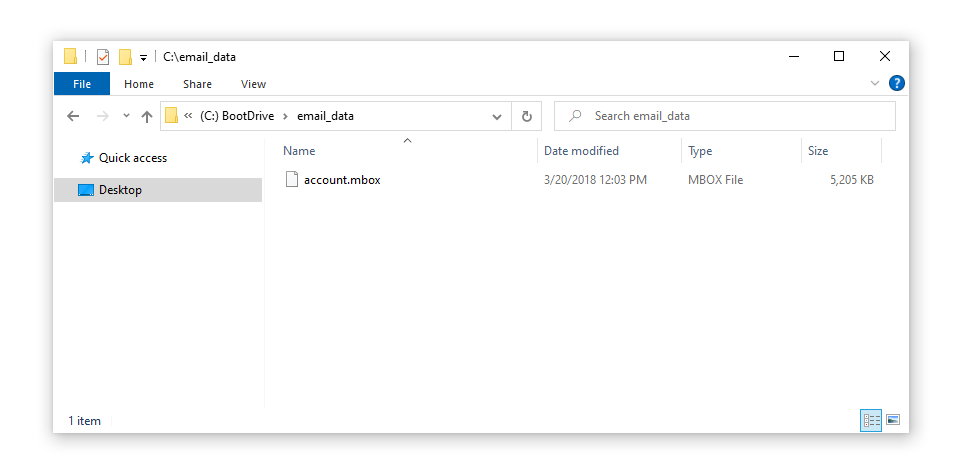 C:\email_data
File Home Share View ?
« (C:) BootDrive > email_data Search email_data
Quick access Name Date modified Type Size
Desktop account.mbox 3/20/2018 12:03 PM MBOX File 5,205 KB
1 item